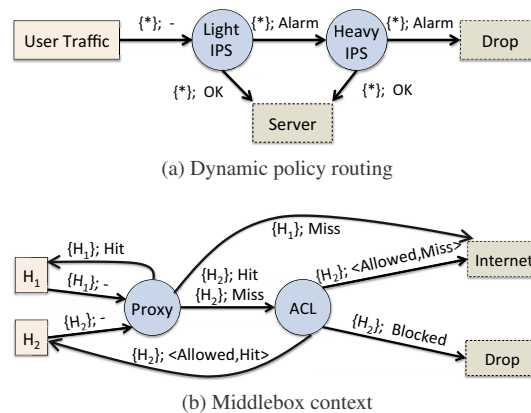 User Traffic
{*}; -
Light
IPS
{*}; Alarm
Heavy
IPS
{*}; Alarm
Drop
{*}; OK
{*}; OK
Server
(a) Dynamic policy routing
{H1}; Hit
{H1}; Miss
H1
{H1}; -
Proxy
{H2}; Hit
{H2}; Miss
ACL
{H2}; <Allowed,Miss>
Internet
H2
{H2}; -
{H2}; <Allowed,Hit>
{H2}; Blocked
Drop
(b) Middlebox context